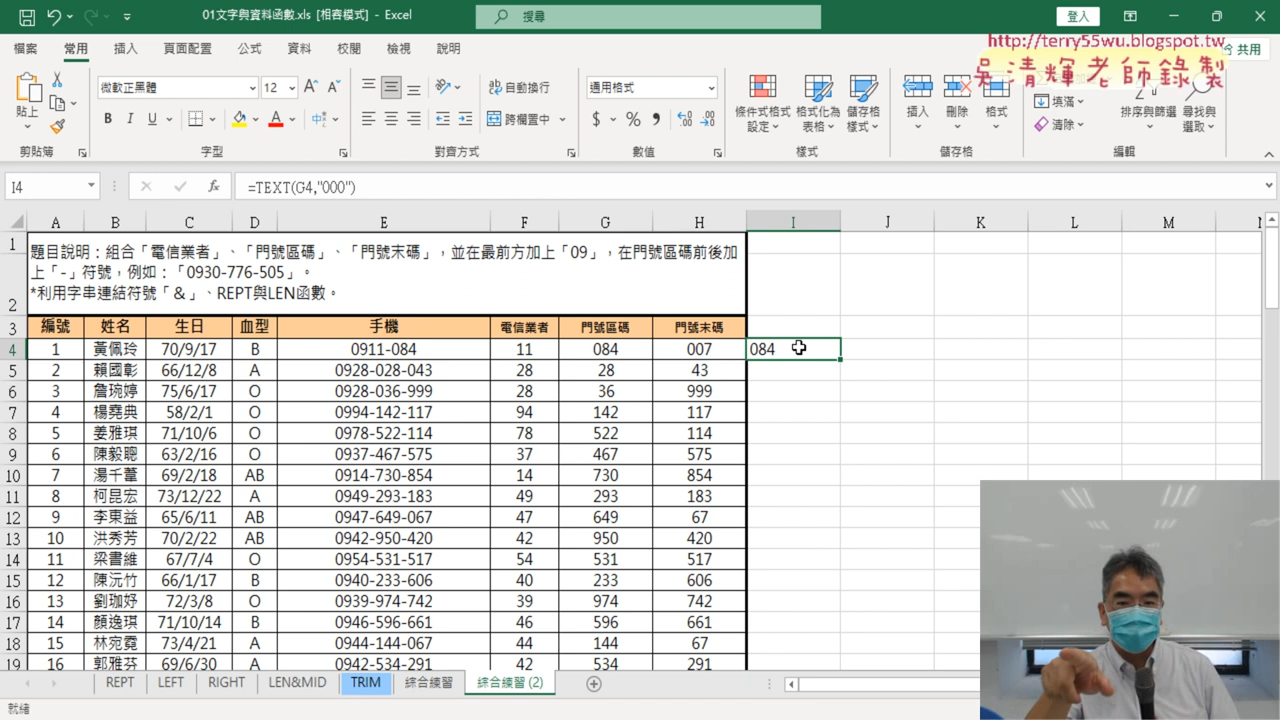 01文字與資料函數.xls [相容模式] - Excel
搜尋
登入
http://terry55wu.blogspot.tw
吳清輝老師錄製
檔案 常用 插入 頁面配置 公式 資料 校閱 檢視 說明
共用
貼上
微軟正黑體 12
B I U
自動換行
跨欄置中
通用格式
$ %
條件式格式設定
格式化為表格
儲存格樣式
插入 刪除 格式
填滿
清除
排序與篩選
尋找與選取
剪貼簿 字型 對齊方式 數值 樣式 儲存格 編輯
I4 fx =TEXT(G4,"000")
A B C D E F G H I J K L M
1 題目說明：組合「電信業者」、「門號區碼」、「門號末碼」，並在最前方加上「09」，在門號區碼前後加
上「-」符號，例如：「0930-776-505」。
2 *利用字串連結符號「&」、REPT與LEN函數。
3 編號 姓名 生日 血型 手機 電信業者 門號區碼 門號末碼
4 1 黃佩玲 70/9/17 B 0911-084 11 084 007 084
5 2 賴國彰 66/12/8 A 0928-028-043 28 28 43
6 3 詹琬婷 75/6/17 O 0928-036-999 28 36 999
7 4 楊堯典 58/2/1 O 0994-142-117 94 142 117
8 5 姜雅琪 71/10/6 O 0978-522-114 78 522 114
9 6 陳毅聰 63/2/16 O 0937-467-575 37 467 575
10 7 湯千葦 69/2/18 AB 0914-730-854 14 730 854
11 8 柯昆宏 73/12/22 A 0949-293-183 49 293 183
12 9 李東益 65/6/11 AB 0947-649-067 47 649 67
13 10 洪秀芳 70/2/22 AB 0942-950-420 42 950 420
14 11 梁書維 67/7/4 O 0954-531-517 54 531 517
15 12 陳沅竹 66/1/17 B 0940-233-606 40 233 606
16 13 劉珈妤 72/3/8 O 0939-974-742 39 974 742
17 14 顏逸琪 71/10/14 B 0946-596-661 46 596 661
18 15 林宛霓 73/4/21 A 0944-144-067 44 144 67
19 16 郭雅芬 69/6/30 A 0942-534-291 42 534 291
REPT LEFT RIGHT LEN&MID TRIM 綜合練習 綜合練習 (2)
就緒